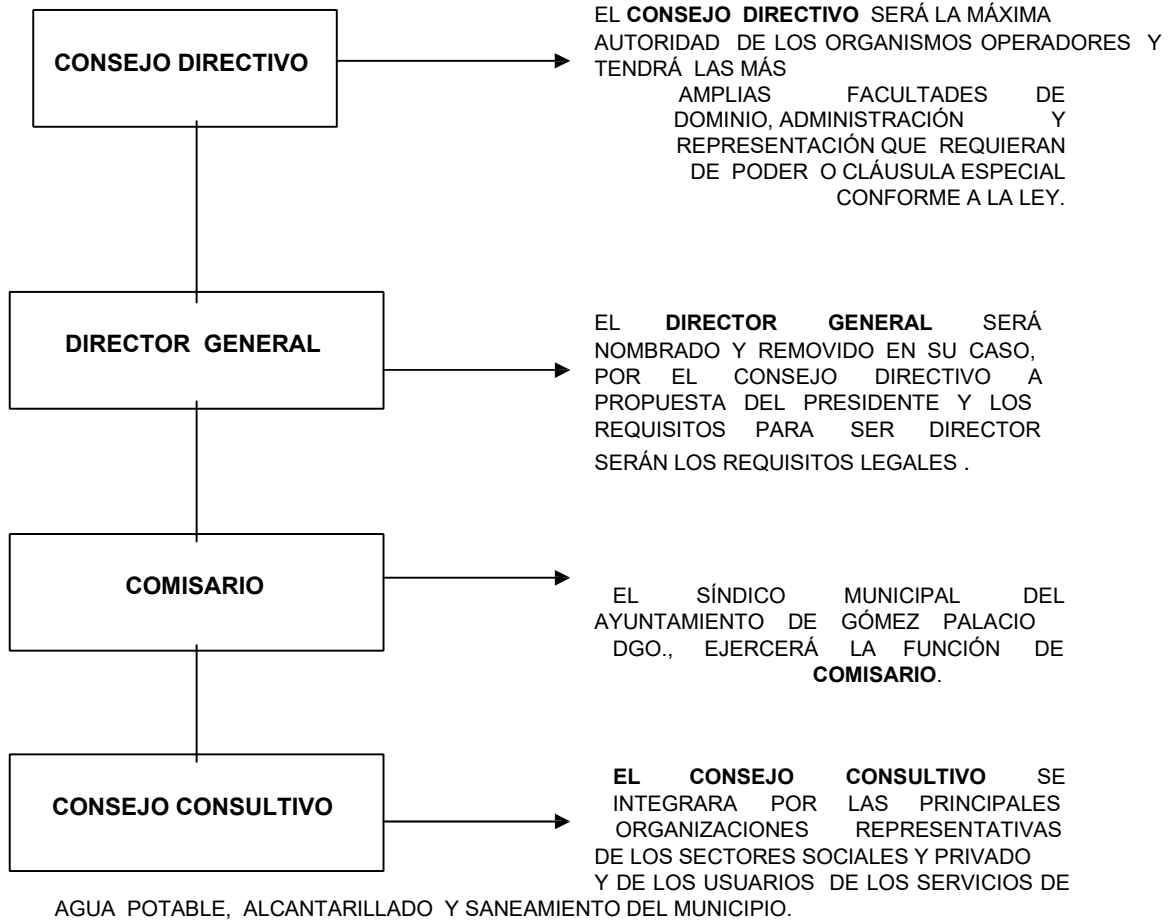 CONSEJO DIRECTIVO
EL CONSEJO DIRECTIVO SERÁ LA MÁXIMA
AUTORIDAD DE LOS ORGANISMOS OPERADORES Y
TENDRÁ LAS MÁS
AMPLIAS FACULTADES DE
DOMINIO, ADMINISTRACIÓN Y
REPRESENTACIÓN QUE REQUIERAN
DE PODER O CLÁUSULA ESPECIAL
CONFORME A LA LEY.
DIRECTOR GENERAL
EL DIRECTOR GENERAL SERÁ
NOMBRADO Y REMOVIDO EN SU CASO,
POR EL CONSEJO DIRECTIVO A
PROPUESTA DEL PRESIDENTE Y LOS
REQUISITOS PARA SER DIRECTOR
SERÁN LOS REQUISITOS LEGALES .
COMISARIO
EL SÍNDICO MUNICIPAL DEL
AYUNTAMIENTO DE GÓMEZ PALACIO
DGO., EJERCERÁ LA FUNCIÓN DE
COMISARIO.
CONSEJO CONSULTIVO
EL CONSEJO CONSULTIVO SE
INTEGRARA POR LAS PRINCIPALES
ORGANIZACIONES REPRESENTATIVAS
DE LOS SECTORES SOCIALES Y PRIVADO
Y DE LOS USUARIOS DE LOS SERVICIOS DE
AGUA POTABLE, ALCANTARILLADO Y SANEAMIENTO DEL MUNICIPIO.